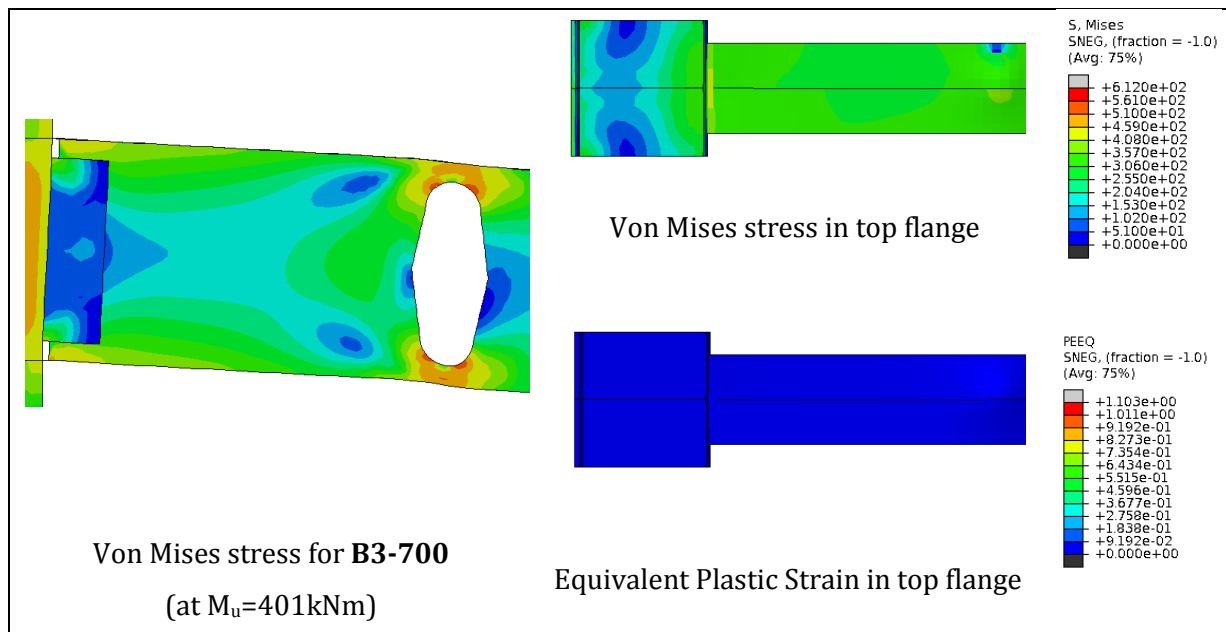 S, Mises
SNEG, (fraction = -1.0)
(Avg: 75%)
+6.120e+02
+5.610e+02
+5.100e+02
+4.590e+02
+4.080e+02
+3.570e+02
+3.060e+02
+2.550e+02
+2.040e+02
+1.530e+02
+1.020e+02
+5.100e+01
+0.000e+00
Von Mises stress in top flange
PEEQ
SNEG, (fraction = -1.0)
(Avg: 75%)
+1.103e+00
+1.011e+00
+9.192e-01
+8.273e-01
+7.354e-01
+6.434e-01
+5.515e-01
+4.596e-01
+3.677e-01
+2.758e-01
+1.838e-01
+9.192e-02
+0.000e+00
Von Mises stress for B3-700
(at Mu=401kNm)
Equivalent Plastic Strain in top flange